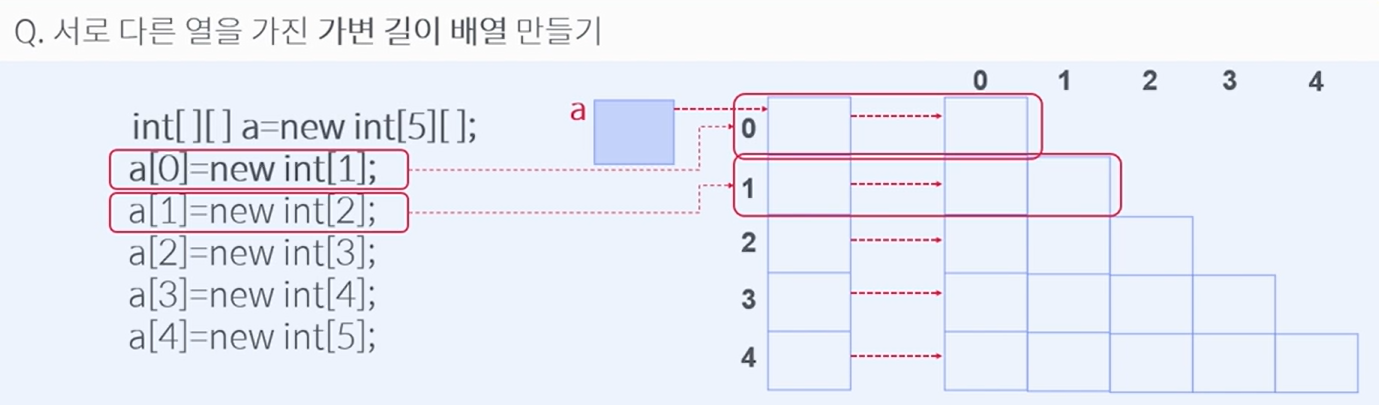 Q. 서로 다른 열을 가진 가변 길이 배열 만들기
int[ ][ ] a=new int[5][ ];
a[0]=new int[1];
a[1]=new int[2];
a[2]=new int[3];
a[3]=new int[4];
a[4]=new int[5];
a
0 1 2 3 4
0
1
2
3
4